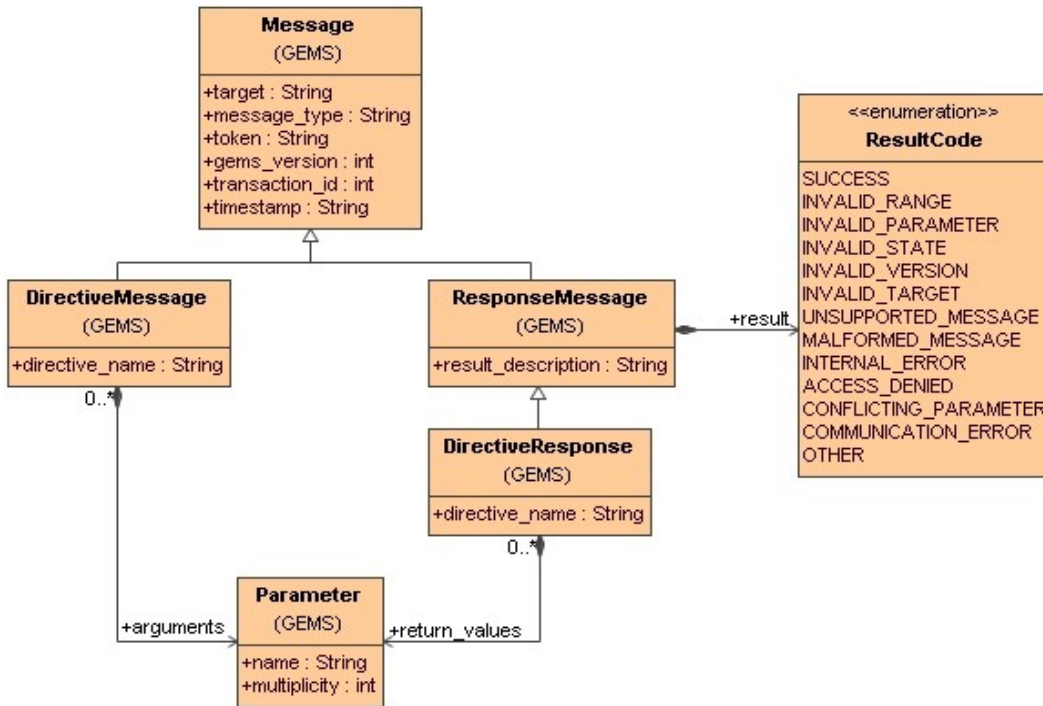 Message
(GEMS)
+target : String
+message_type : String
+token : String
+gems_version : int
+transaction_id : int
+timestamp : String
<<enumeration>>
ResultCode
SUCCESS
INVALID_RANGE
INVALID_PARAMETER
INVALID_STATE
INVALID_VERSION
INVALID_TARGET
UNSUPPORTED_MESSAGE
MALFORMED_MESSAGE
INTERNAL_ERROR
ACCESS_DENIED
CONFLICTING_PARAMETER
COMMUNICATION_ERROR
OTHER
DirectiveMessage
(GEMS)
+directive_name : String
0..*
ResponseMessage
(GEMS)
+result_description : String
+result
DirectiveResponse
(GEMS)
+directive_name : String
0..*
+arguments
Parameter
(GEMS)
+name : String
+multiplicity : int
+return_values